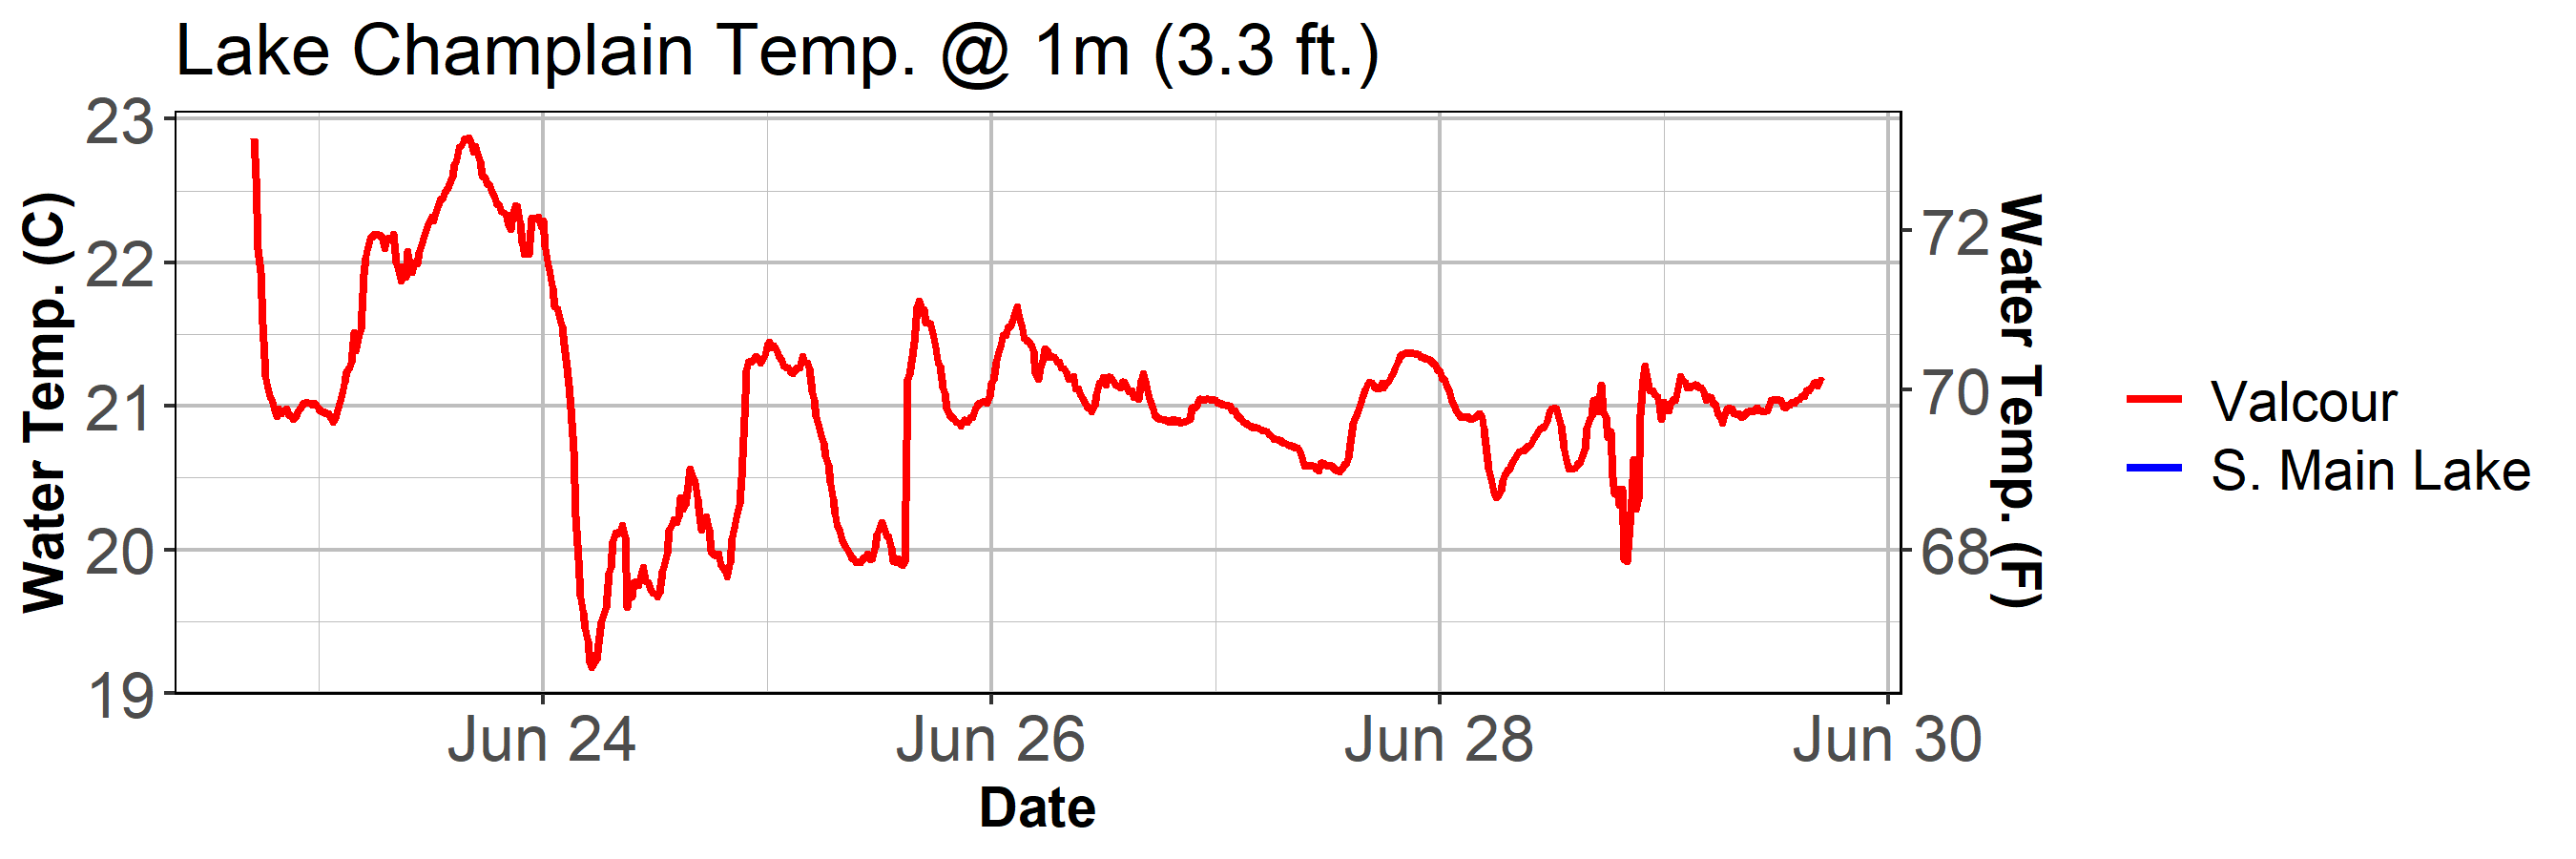 Lake Champlain Temp. @ 1m (3.3 ft.)
Water Temp. (C)
23
22
21
20
19
72
70
68
Water Temp. (F)
Jun 24
Jun 26
Jun 28
Jun 30
Date
Valcour
S. Main Lake